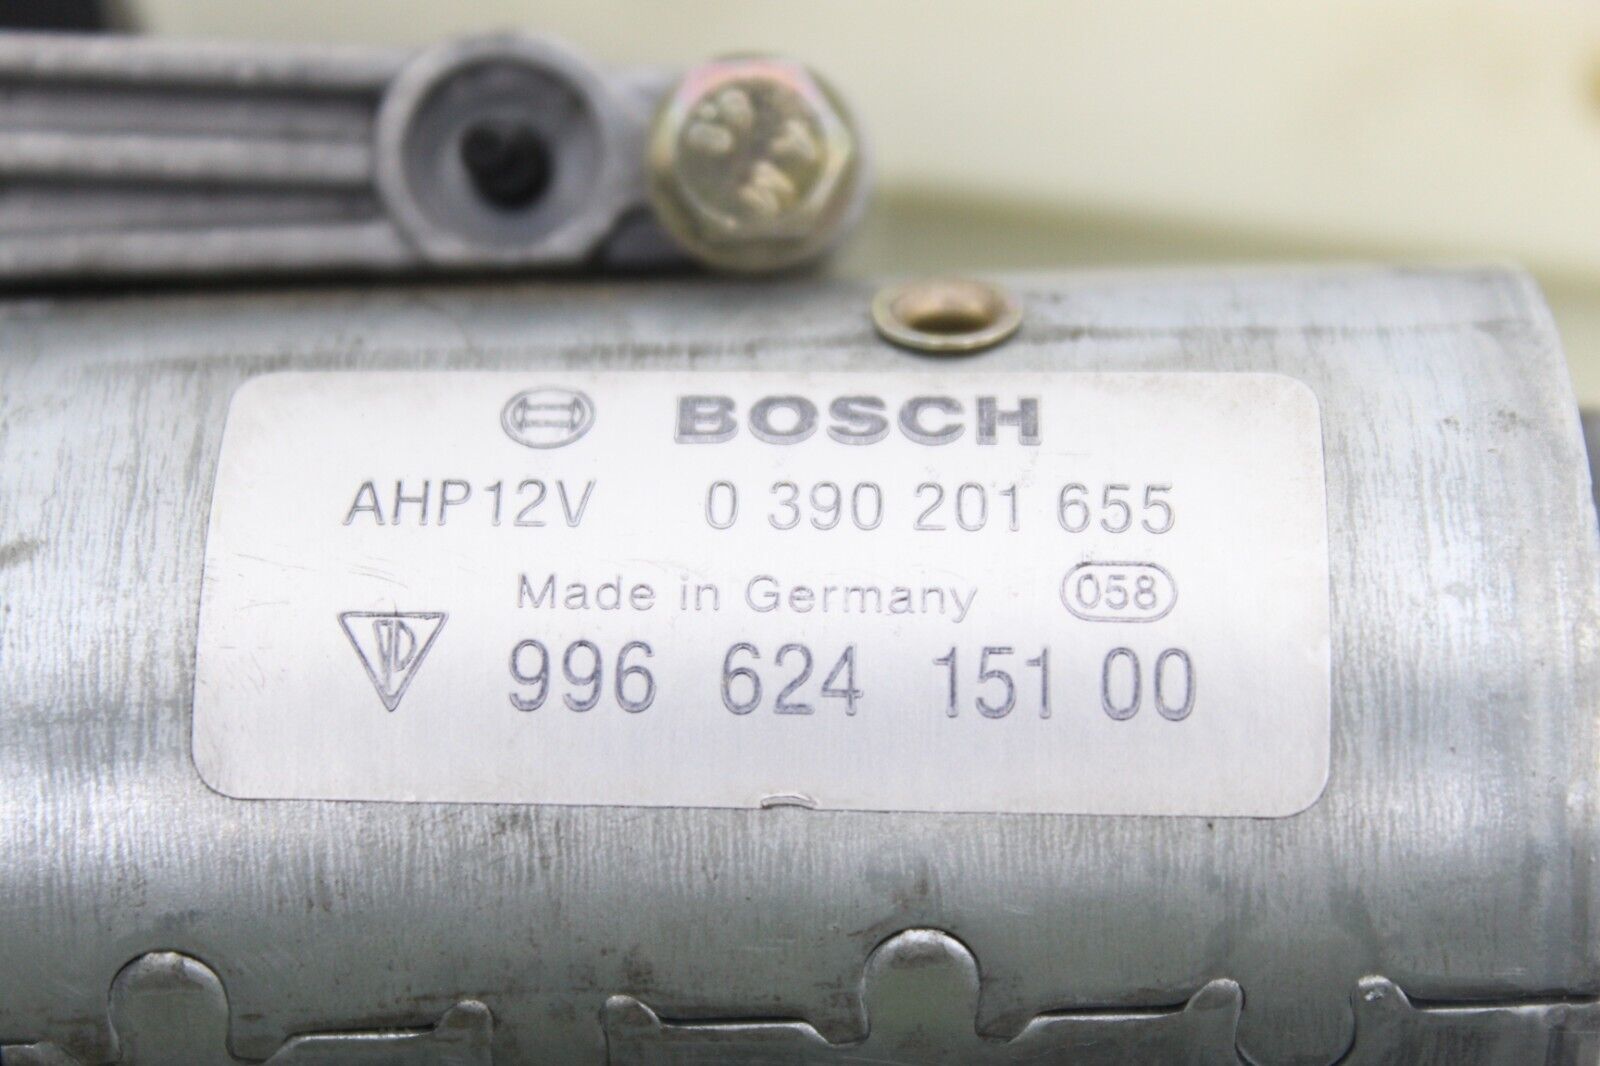 BOSCH
AHP12V 0 390 201 655
Made in Germany 058
996 624 151 00